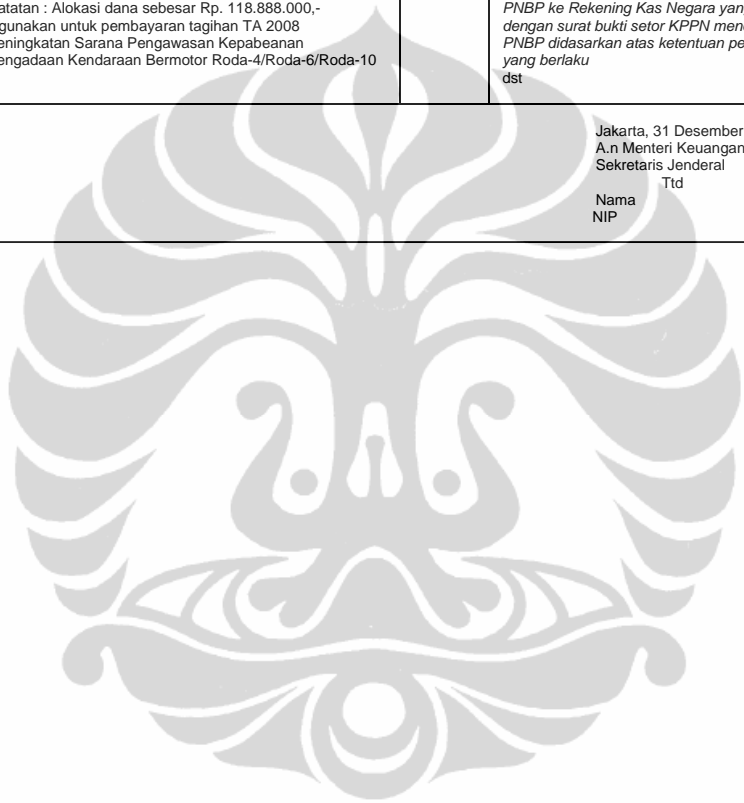 atatan : Alokasi dana sebesar Rp. 118.888.000,-
gunakan untuk pembayaran tagihan TA 2008
eningkatan Sarana Pengawasan Kepabeanan
engadaan Kendaraan Bermotor Roda-4/Roda-6/Roda-10
PNBP ke Rekening Kas Negara yan
dengan surat bukti setor KPPN men
PNBP didasarkan atas ketentuan pe
yang berlaku
dst
Jakarta, 31 Desember
A.n Menteri Keuangan
Sekretaris Jenderal
Ttd
Nama
NIP